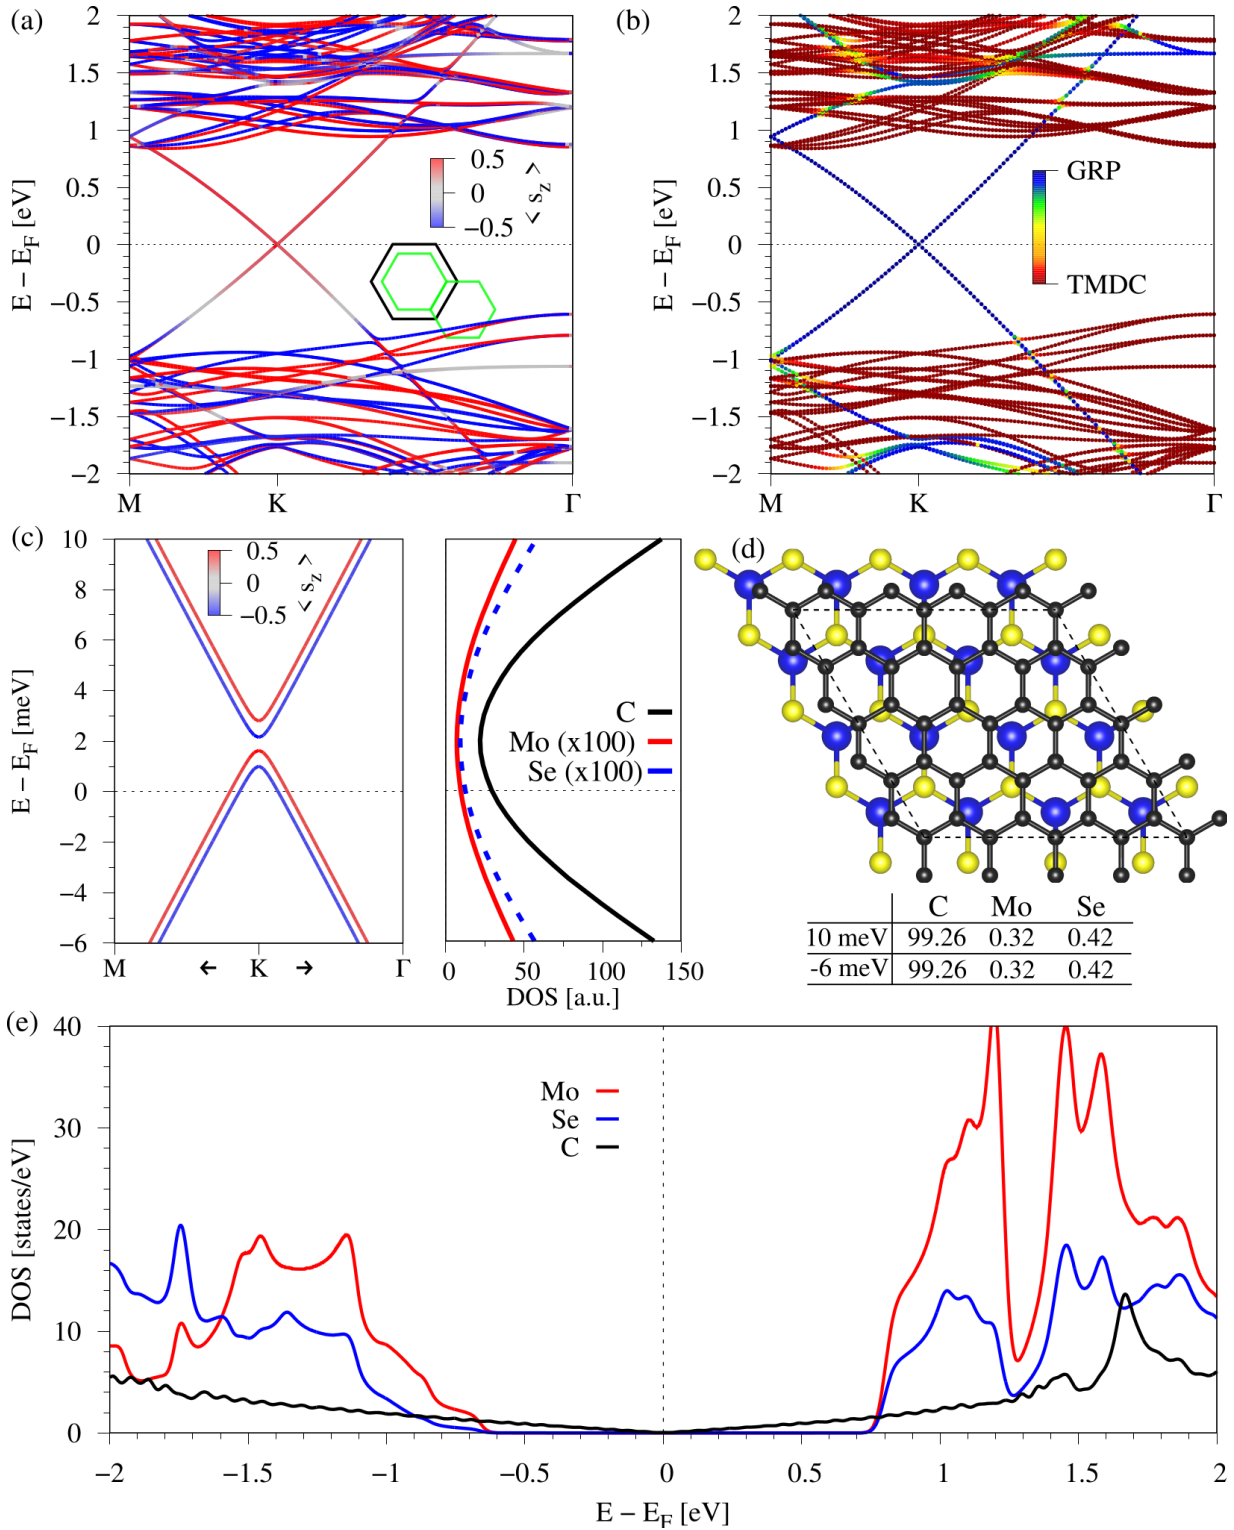 (a)
2
1.5
1
0.5
0
−0.5
−1
−1.5
−2
E − E_F [eV]
0.5
0
−0.5
< s_z >
M
K
Γ
(b)
2
1.5
1
0.5
0
−0.5
−1
−1.5
−2
E − E_F [eV]
GRP
TMDC
M
K
Γ
(c)
10
8
6
4
2
0
−2
−4
−6
E − E_F [meV]
0.5
0
−0.5
< s_z >
M
←
K
→
Γ
C
Mo (x100)
Se (x100)
0
50
100
150
DOS [a.u.]
(d)
C Mo Se
10 meV 99.26 0.32 0.42
-6 meV 99.26 0.32 0.42
(e)
40
30
20
10
0
DOS [states/eV]
Mo
Se
C
−2
−1.5
−1
−0.5
0
0.5
1
1.5
2
E − E_F [eV]